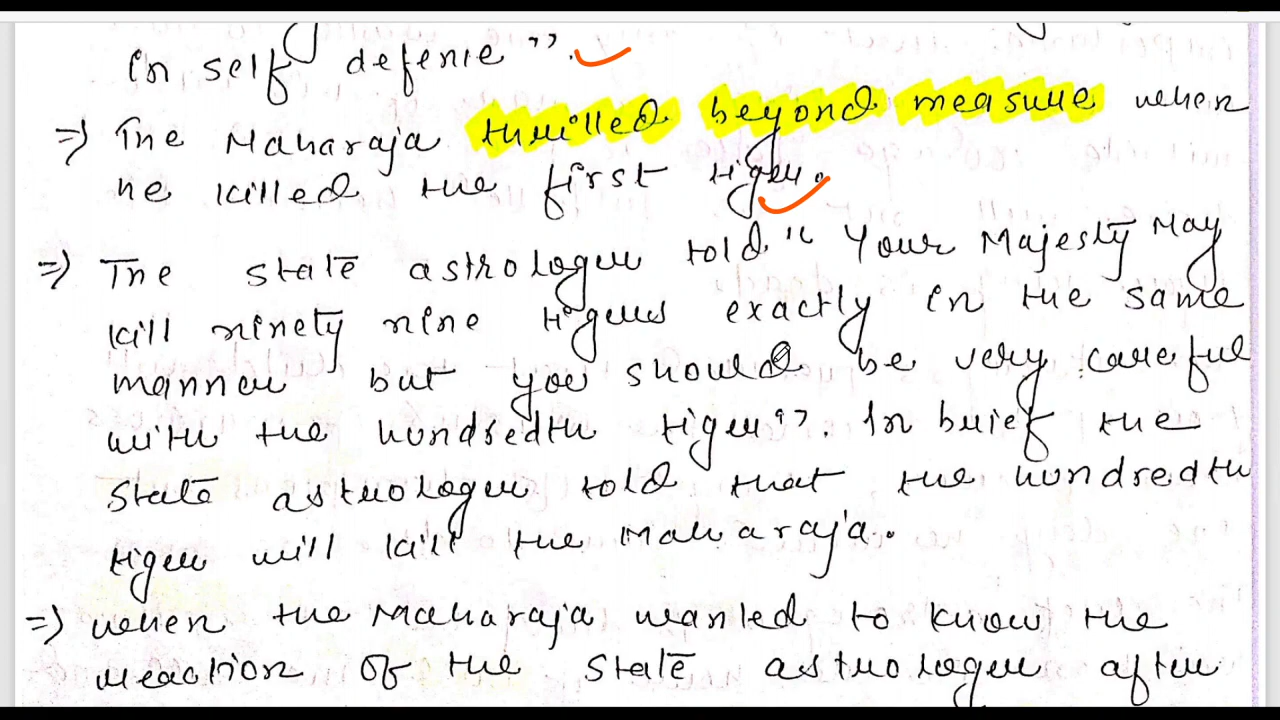 in self defense".
⇒ The Maharaja thrilled beyond measure when
he killed the first tiger.
⇒ The state astrologer told "Your Majesty May
kill ninety nine tigers exactly in the same
manner but you should be very careful
with the hundredth tiger". In brief the
State astrologer told that the hundredth
tiger will kill the Maharaja.
⇒ When the Maharaja wanted to know the
reaction of the State astrologer after